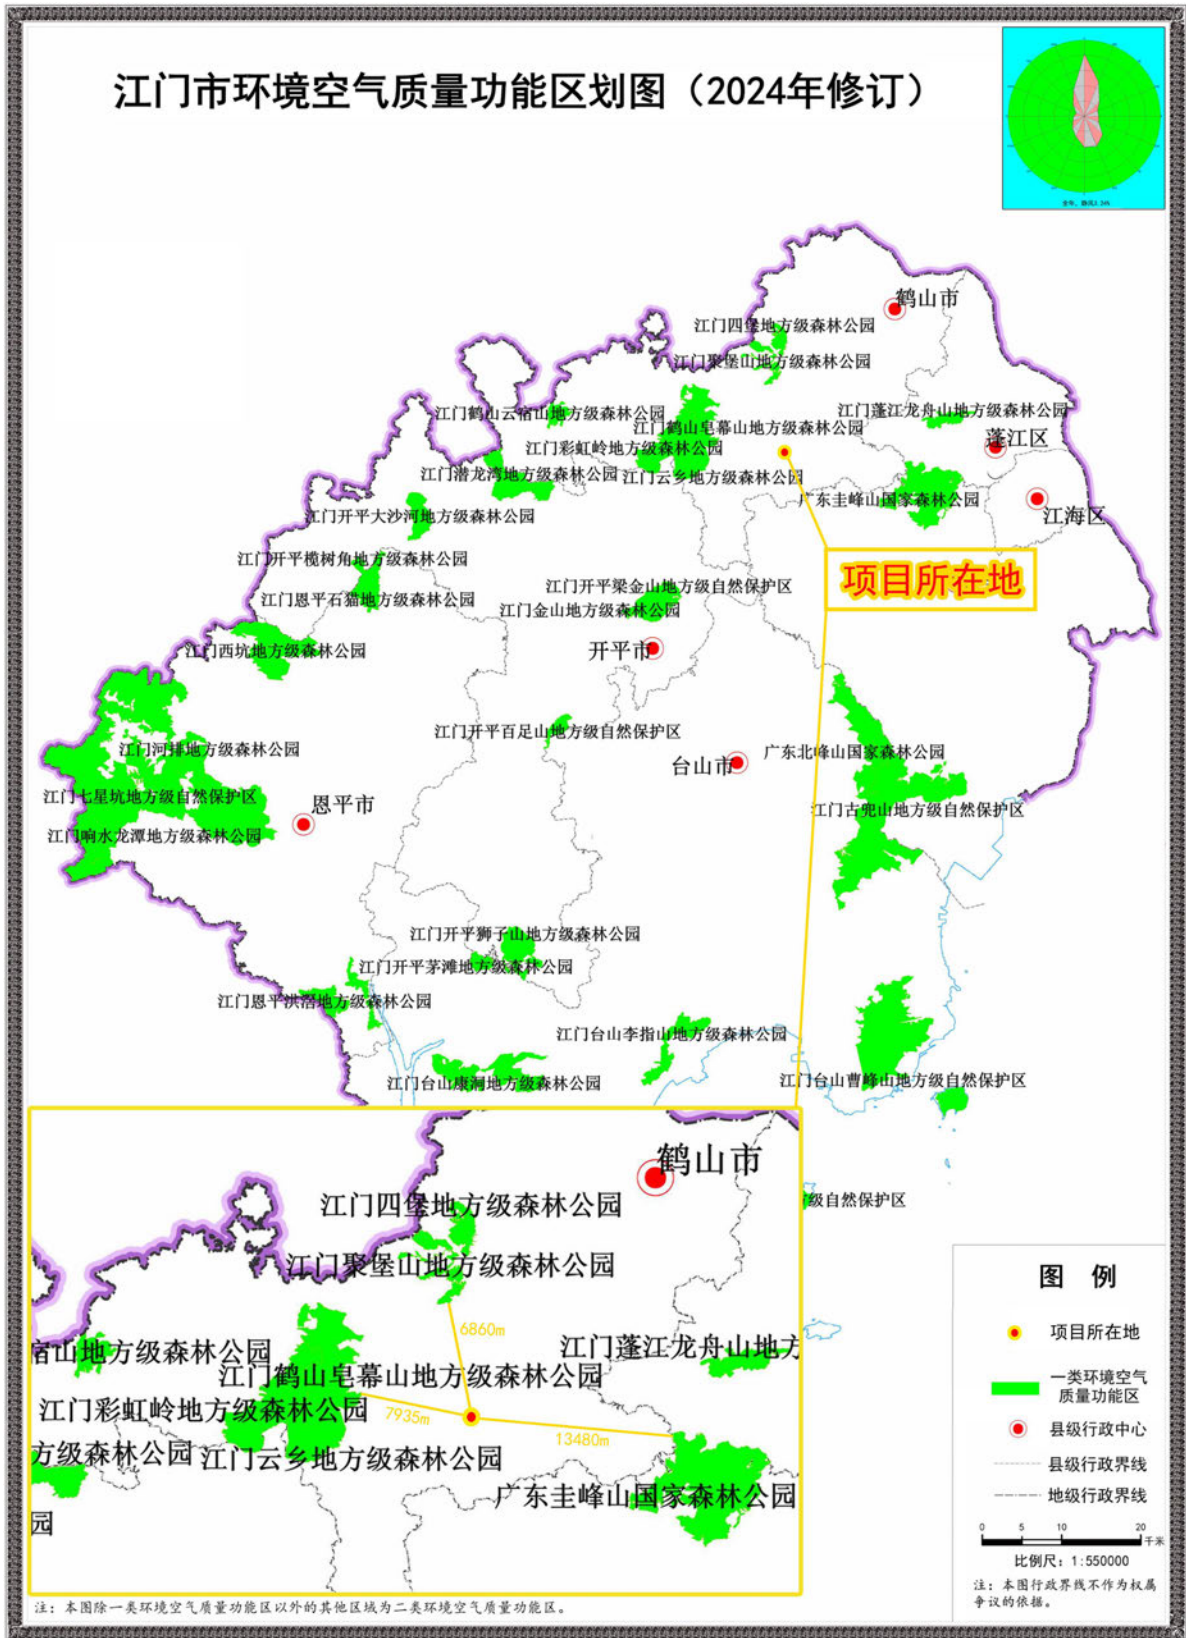 江门市环境空气质量功能区划图（2024年修订）
鹤山市
江门四堡地方级森林公园
江门聚堡山地方级森林公园
江门鹤山云宿山地方级森林公园
江门蓬江龙舟山地方级森林公园
江门鹤山皂幕山地方级森林公园
蓬江区
江门彩虹岭地方级森林公园
江门潜龙湾地方级森林公园
江门云乡地方级森林公园
广东圭峰山国家森林公园
江海区
江门开平大沙河地方级森林公园
江门开平榄树角地方级森林公园
项目所在地
江门开平梁金山地方级自然保护区
江门恩平石猫地方级森林公园
江门金山地方级森林公园
江门西坑地方级森林公园
开平市
江门开平百足山地方级自然保护区
江门河排地方级森林公园
广东北峰山国家森林公园
台山市
江门七星坑地方级自然保护区
恩平市
江门古兜山地方级自然保护区
江门响水龙潭地方级森林公园
江门开平狮子山地方级森林公园
江门开平茅滩地方级森林公园
江门恩平洪滔地方级森林公园
江门台山李指山地方级森林公园
江门台山康洞地方级森林公园
江门台山曹峰山地方级自然保护区
鹤山市
江门四堡地方级森林公园
级自然保护区
江门聚堡山地方级森林公园
6860m
宿山地方级森林公园
江门蓬江龙舟山地方
江门鹤山皂幕山地方级森林公园
江门彩虹岭地方级森林公园
7935m
13480m
方级森林公园
江门云乡地方级森林公园
广东圭峰山国家森林公园
园
图 例
项目所在地
一类环境空气
质量功能区
县级行政中心
县级行政界线
地级行政界线
0 5 10 20
千米
比例尺：1:550000
注：本图行政界线不作为权属
争议的依据。
注：本图除一类环境空气质量功能区以外的其他区域为二类环境空气质量功能区。